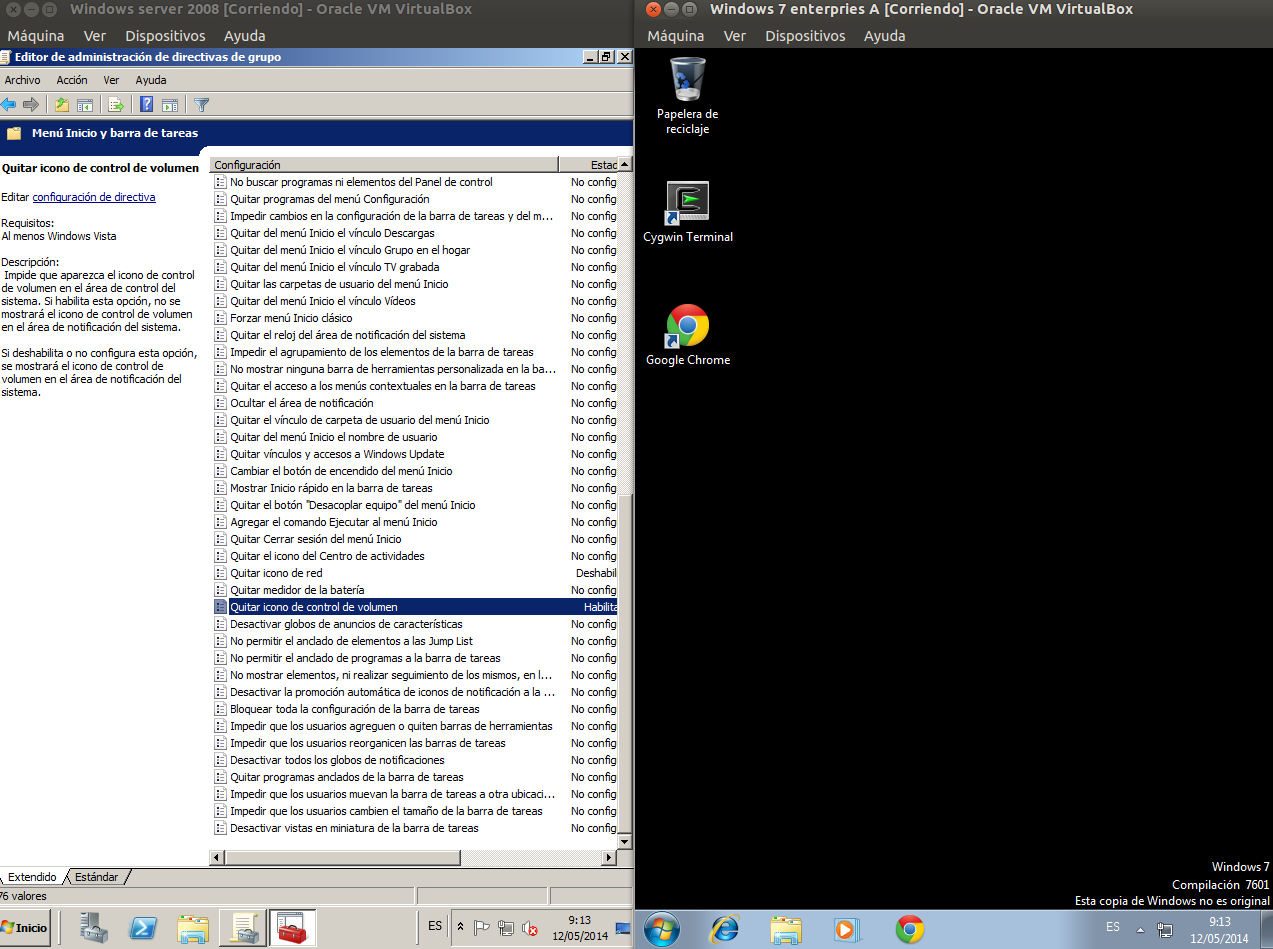 Windows server 2008 [Corriendo] - Oracle VM VirtualBox
Máquina Ver Dispositivos Ayuda
Editor de administración de directivas de grupo
Archivo Acción Ver Ayuda
Menú Inicio y barra de tareas
Quitar icono de control de volumen
Editar configuración de directiva
Requisitos:
Al menos Windows Vista
Descripción:
Impide que aparezca el icono de control
de volumen en el área de control del
sistema. Si habilita esta opción, no se
mostrará el icono de control de volumen
en el área de notificación del sistema.
Si deshabilita o no configura esta opción,
se mostrará el icono de control de
volumen en el área de notificación del
sistema.
Configuración Estad
No buscar programas ni elementos del Panel de control No config
Quitar programas del menú Configuración No config
Impedir cambios en la configuración de la barra de tareas y del m... No config
Quitar del menú Inicio el vínculo Descargas No config
Quitar del menú Inicio el vínculo Grupo en el hogar No config
Quitar del menú Inicio el vínculo TV grabada No config
Quitar las carpetas de usuario del menú Inicio No config
Quitar del menú Inicio el vínculo Vídeos No config
Forzar menú Inicio clásico No config
Quitar el reloj del área de notificación del sistema No config
Impedir el agrupamiento de los elementos de la barra de tareas No config
No mostrar ninguna barra de herramientas personalizada en la ba... No config
Quitar el acceso a los menús contextuales en la barra de tareas No config
Ocultar el área de notificación No config
Quitar el vínculo de carpeta de usuario del menú Inicio No config
Quitar del menú Inicio el nombre de usuario No config
Quitar vínculos y accesos a Windows Update No config
Cambiar el botón de encendido del menú Inicio No config
Mostrar Inicio rápido en la barra de tareas No config
Quitar el botón "Desacoplar equipo" del menú Inicio No config
Agregar el comando Ejecutar al menú Inicio No config
Quitar Cerrar sesión del menú Inicio No config
Quitar el icono del Centro de actividades No config
Quitar icono de red Deshabil
Quitar medidor de la batería No config
Quitar icono de control de volumen Habilita
Desactivar globos de anuncios de características No config
No permitir el anclado de elementos a las Jump List No config
No permitir el anclado de programas a la barra de tareas No config
No mostrar elementos, ni realizar seguimiento de los mismos, en l... No config
Desactivar la promoción automática de iconos de notificación a la ... No config
Bloquear toda la configuración de la barra de tareas No config
Impedir que los usuarios agreguen o quiten barras de herramientas No config
Impedir que los usuarios reorganicen las barras de tareas No config
Desactivar todos los globos de notificaciones No config
Quitar programas anclados de la barra de tareas No config
Impedir que los usuarios muevan la barra de tareas a otra ubicaci... No config
Impedir que los usuarios cambien el tamaño de la barra de tareas No config
Desactivar vistas en miniatura de la barra de tareas No config
Extendido Estándar
76 valores
Inicio ES 9:13
12/05/2014
Windows 7 enterpries A [Corriendo] - Oracle VM VirtualBox
Máquina Ver Dispositivos Ayuda
Papelera de
reciclaje
Cygwin Terminal
Google Chrome
Windows 7
Compilación 7601
Esta copia de Windows no es original
ES 9:13
12/05/2014